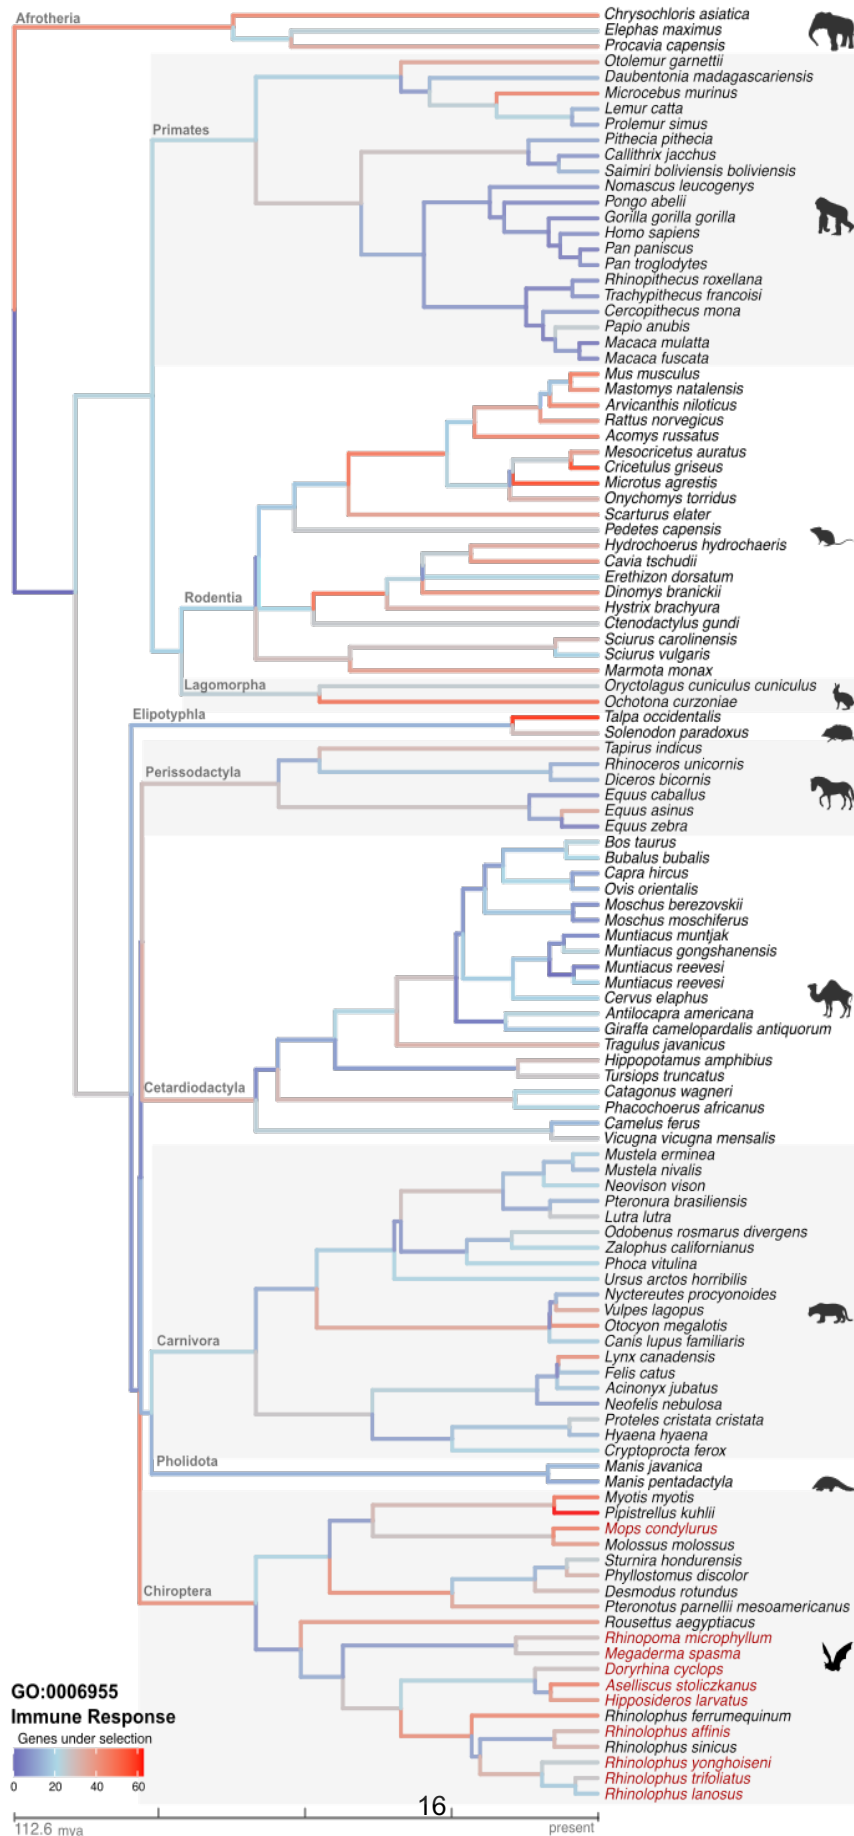 Afrotheria
Chrysochloris asiatica
Elephas maximus
Procavia capensis
Otolemur garnettii
Daubentonia madagascariensis
Microcebus murinus
Lemur catta
Prolemur simus
Primates
Pithecia pithecia
Callithrix jacchus
Saimiri boliviensis boliviensis
Nomascus leucogenys
Pongo abelii
Gorilla gorilla gorilla
Homo sapiens
Pan paniscus
Pan troglodytes
Rhinopithecus roxellana
Trachypithecus francoisi
Cercopithecus mona
Papio anubis
Macaca mulatta
Macaca fuscata
Mus musculus
Mastomys natalensis
Arvicanthis niloticus
Rattus norvegicus
Acomys russatus
Mesocricetus auratus
Cricetulus griseus
Microtus agrestis
Onychomys torridus
Scarturus elater
Pedetes capensis
Hydrochoerus hydrochaeris
Cavia tschudii
Erethizon dorsatum
Dinomys branickii
Rodentia
Hystrix brachyura
Ctenodactylus gundi
Sciurus carolinensis
Sciurus vulgaris
Marmota monax
Lagomorpha
Oryctolagus cuniculus cuniculus
Ochotona curzoniae
Elipotyphla
Talpa occidentalis
Solenodon paradoxus
Tapirus indicus
Rhinoceros unicornis
Perissodactyla
Diceros bicornis
Equus caballus
Equus asinus
Equus zebra
Bos taurus
Bubalus bubalis
Capra hircus
Ovis orientalis
Moschus berezovskii
Moschus moschiferus
Muntiacus muntjak
Muntiacus gongshanensis
Muntiacus reevesi
Muntiacus reevesi
Cervus elaphus
Antilocapra americana
Giraffa camelopardalis antiquorum
Tragulus javanicus
Hippopotamus amphibius
Tursiops truncatus
Cetardiodactyla
Catagonus wagneri
Phacochoerus africanus
Camelus ferus
Vicugna vicugna mensalis
Mustela erminea
Mustela nivalis
Neovison vison
Pteronura brasiliensis
Lutra lutra
Odobenus rosmarus divergens
Zalophus californianus
Phoca vitulina
Ursus arctos horribilis
Nyctereutes procyonoides
Vulpes lagopus
Otocyon megalotis
Carnivora
Canis lupus familiaris
Lynx canadensis
Felis catus
Acinonyx jubatus
Neofelis nebulosa
Proteles cristata cristata
Hyaena hyaena
Cryptoprocta ferox
Pholidota
Manis javanica
Manis pentadactyla
Myotis myotis
Pipistrellus kuhlii
Mops condylurus
Molossus molossus
Sturnira hondurensis
Phyllostomus discolor
Chiroptera
Desmodus rotundus
Pteronotus parnellii mesoamericanus
Rousettus aegyptiacus
Rhinopoma microphyllum
Megaderma spasma
Doryrhina cyclops
Aselliscus stoliczkanus
Hipposideros larvatus
Rhinolophus ferrumequinum
Rhinolophus affinis
Rhinolophus sinicus
Rhinolophus yonghoiseni
Rhinolophus trifoliatus
Rhinolophus lanosus
GO:0006955
Immune Response
Genes under selection
0 20 40 60
16
112.6 mya present